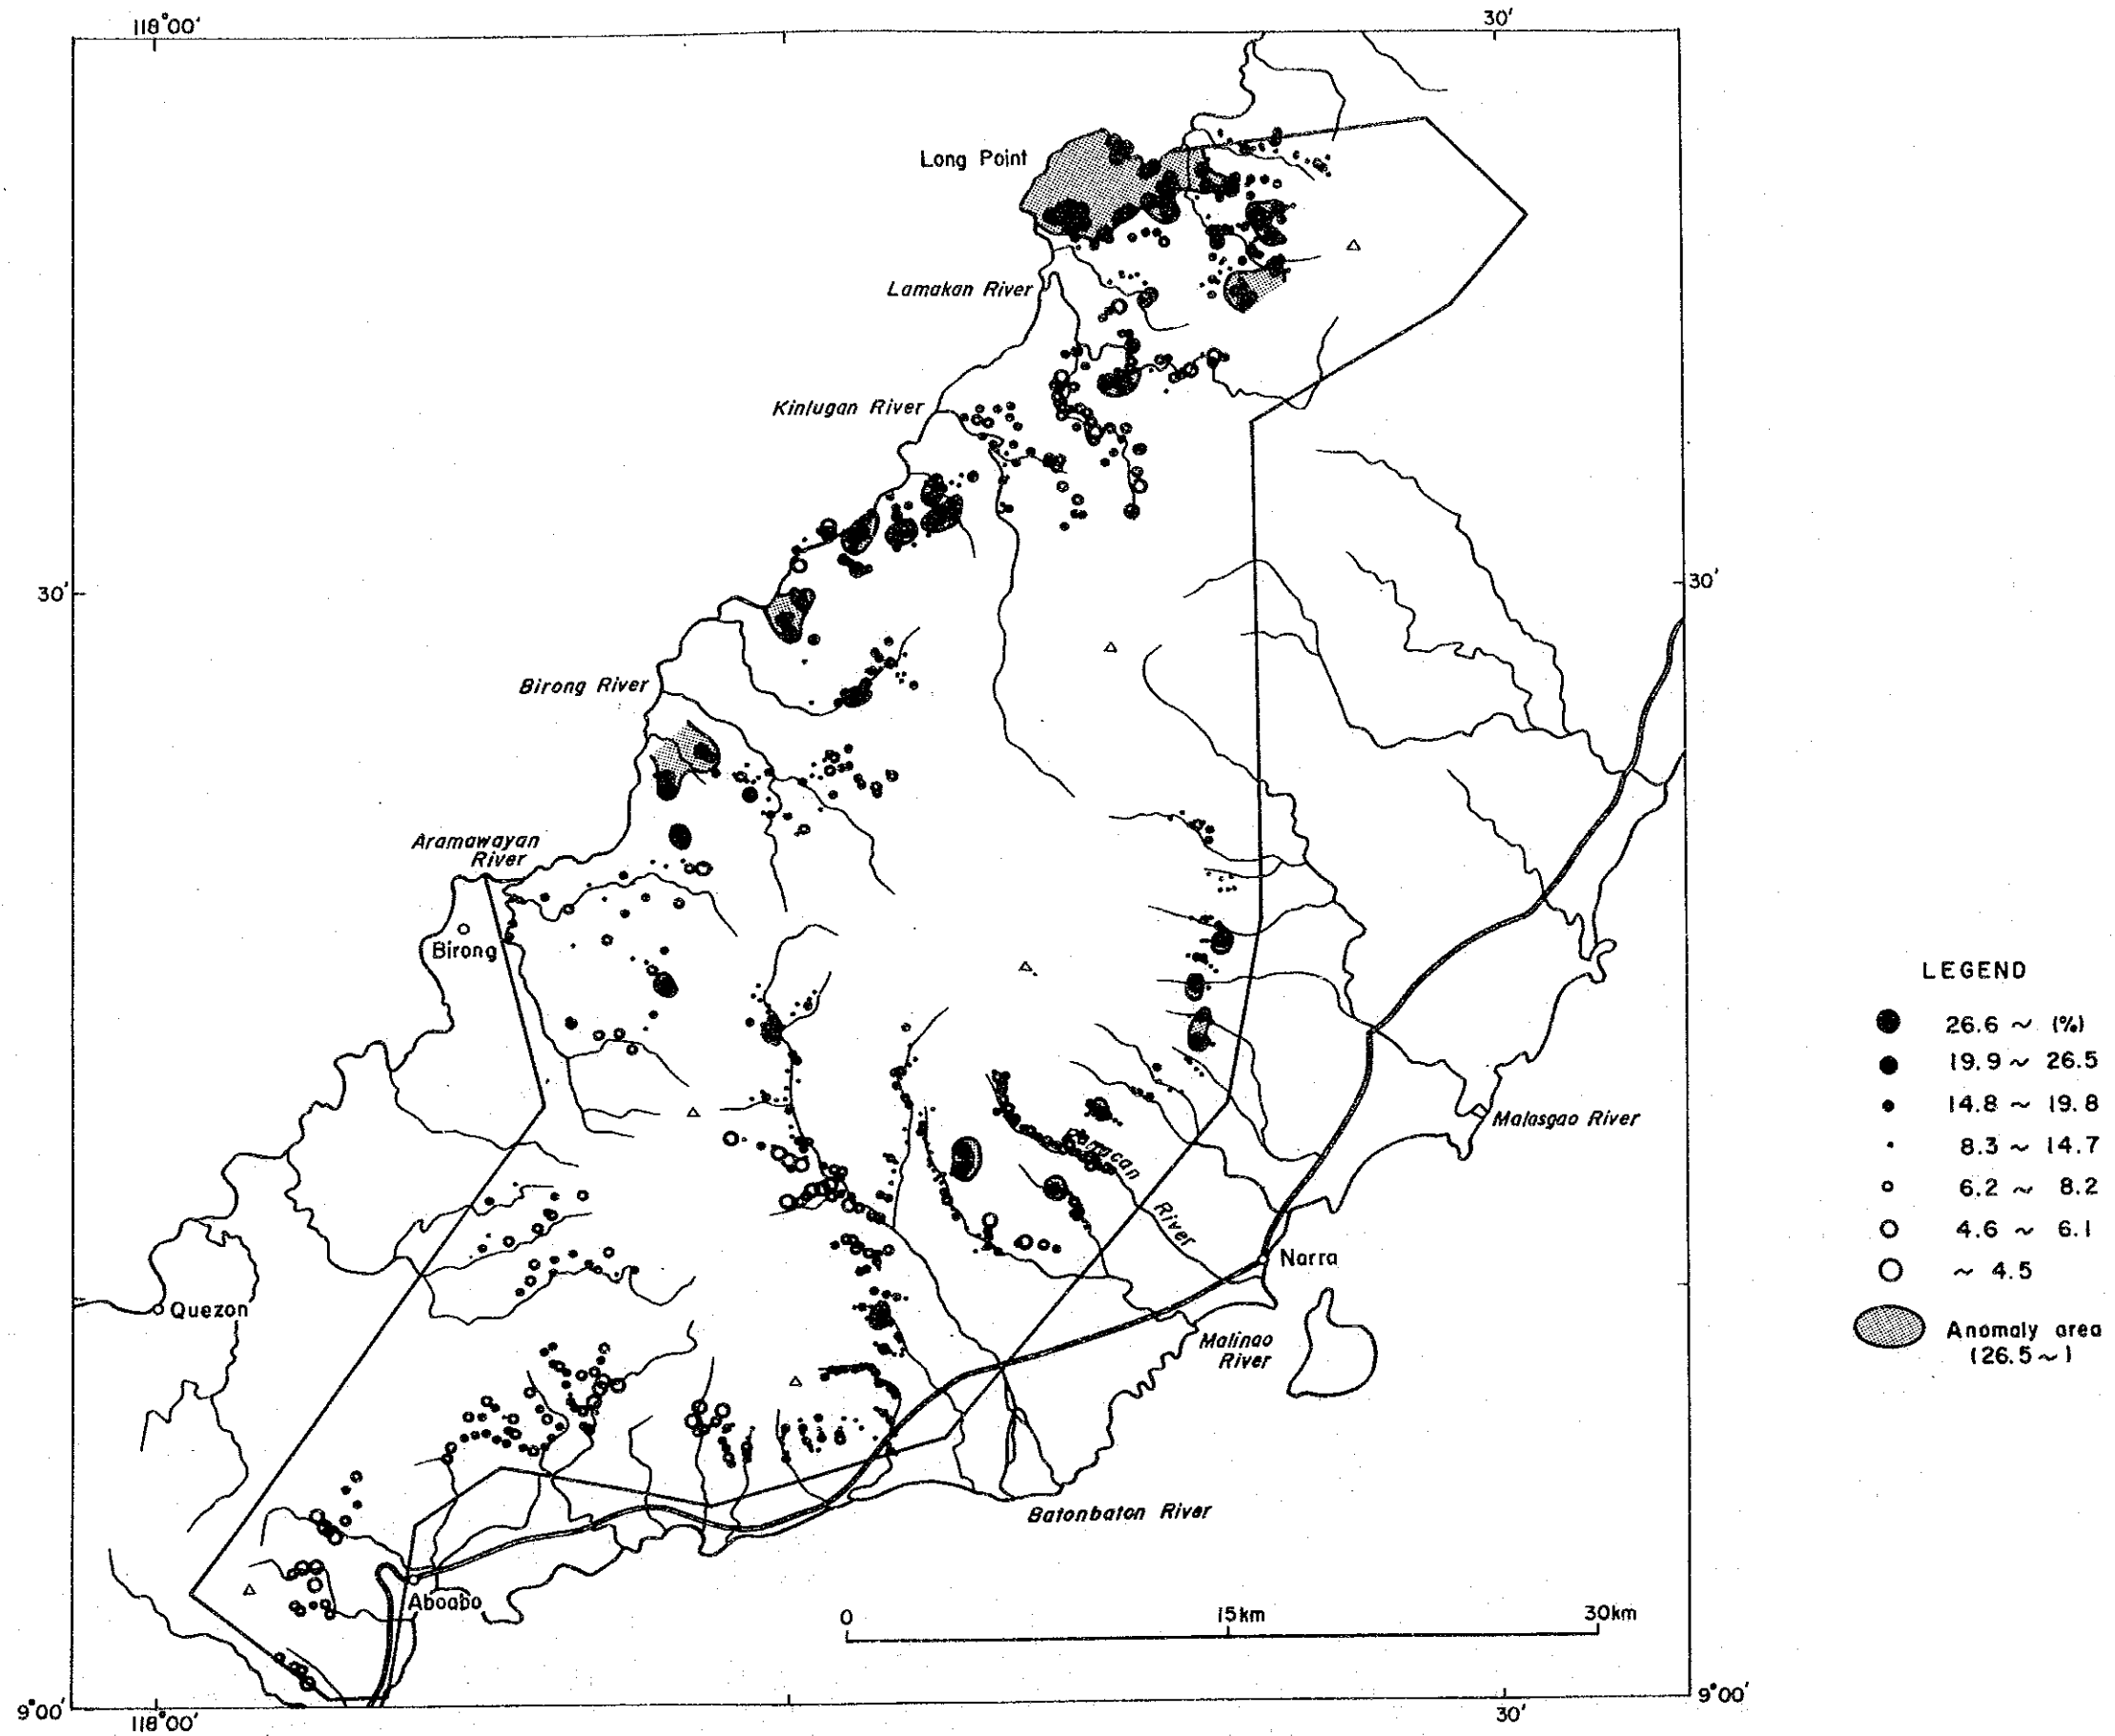 118°00'
30'
Long Point
Lamakan River
Kinlugan River
30'
30'
Birong River
Aramawayan
River
Birong
Malasgao River
River
Narra
Quezon
Malinao
River
Batonbaton River
Aboabo
0
15km
30km
9°00'
9°00'
118°00'
30'
LEGEND
26.6 ~ (%)
19.9 ~ 26.5
14.8 ~ 19.8
8.3 ~ 14.7
6.2 ~ 8.2
4.6 ~ 6.1
~ 4.5
Anomaly area
(26.5~)